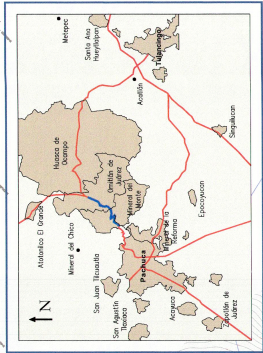 N
Atotonilco El Grande
Mineral del Chico
San Juan Tilcuautla
San Agustín
Tlaxiaca
Acayuca
Zapotlán de
Juárez
Pachuca
Mineral de la
Reforma
Mineral del
Monte
Omitlán de
Juárez
Huasca de
Ocampo
Epazoyucan
Singuilucan
Acatlán
Tulancingo
Santa Ana
Hueytlalpan
Metepec